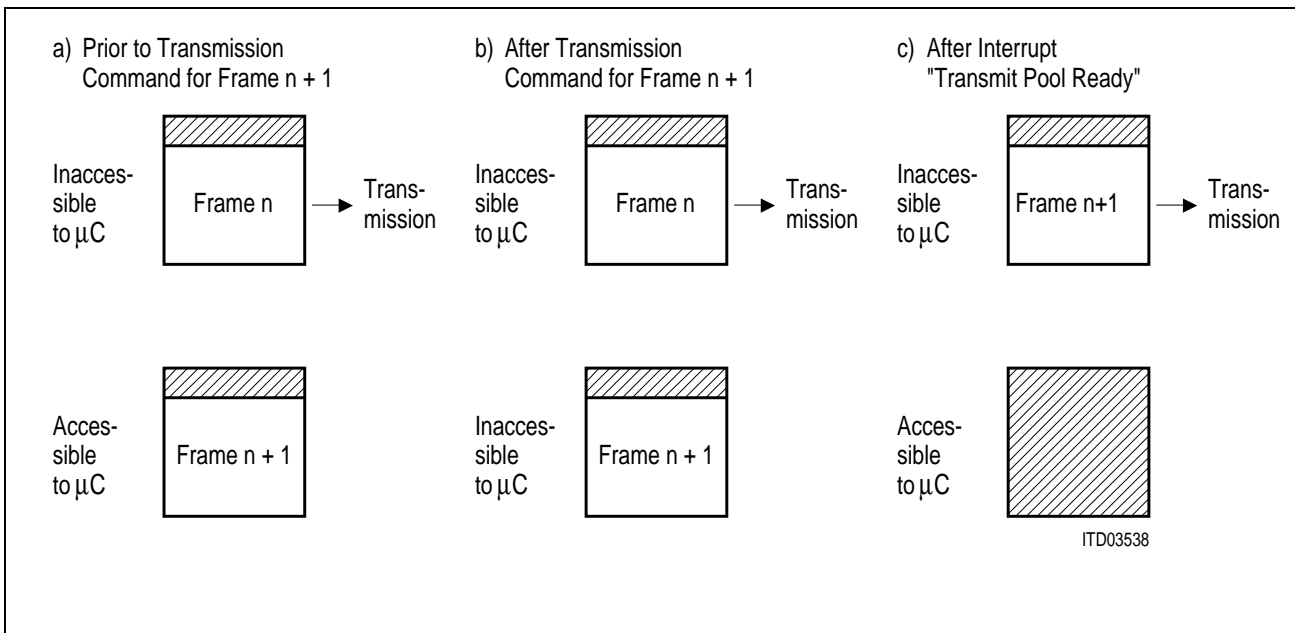 a) Prior to Transmission
Command for Frame n + 1
Inacces-
sible
to μC
Frame n
Trans-
mission
Acces-
sible
to μC
Frame n + 1
b) After Transmission
Command for Frame n + 1
Inacces-
sible
to μC
Frame n
Trans-
mission
Inacces-
sible
to μC
Frame n + 1
c) After Interrupt
"Transmit Pool Ready"
Inacces-
sible
to μC
Frame n+1
Trans-
mission
Acces-
sible
to μC
ITD03538